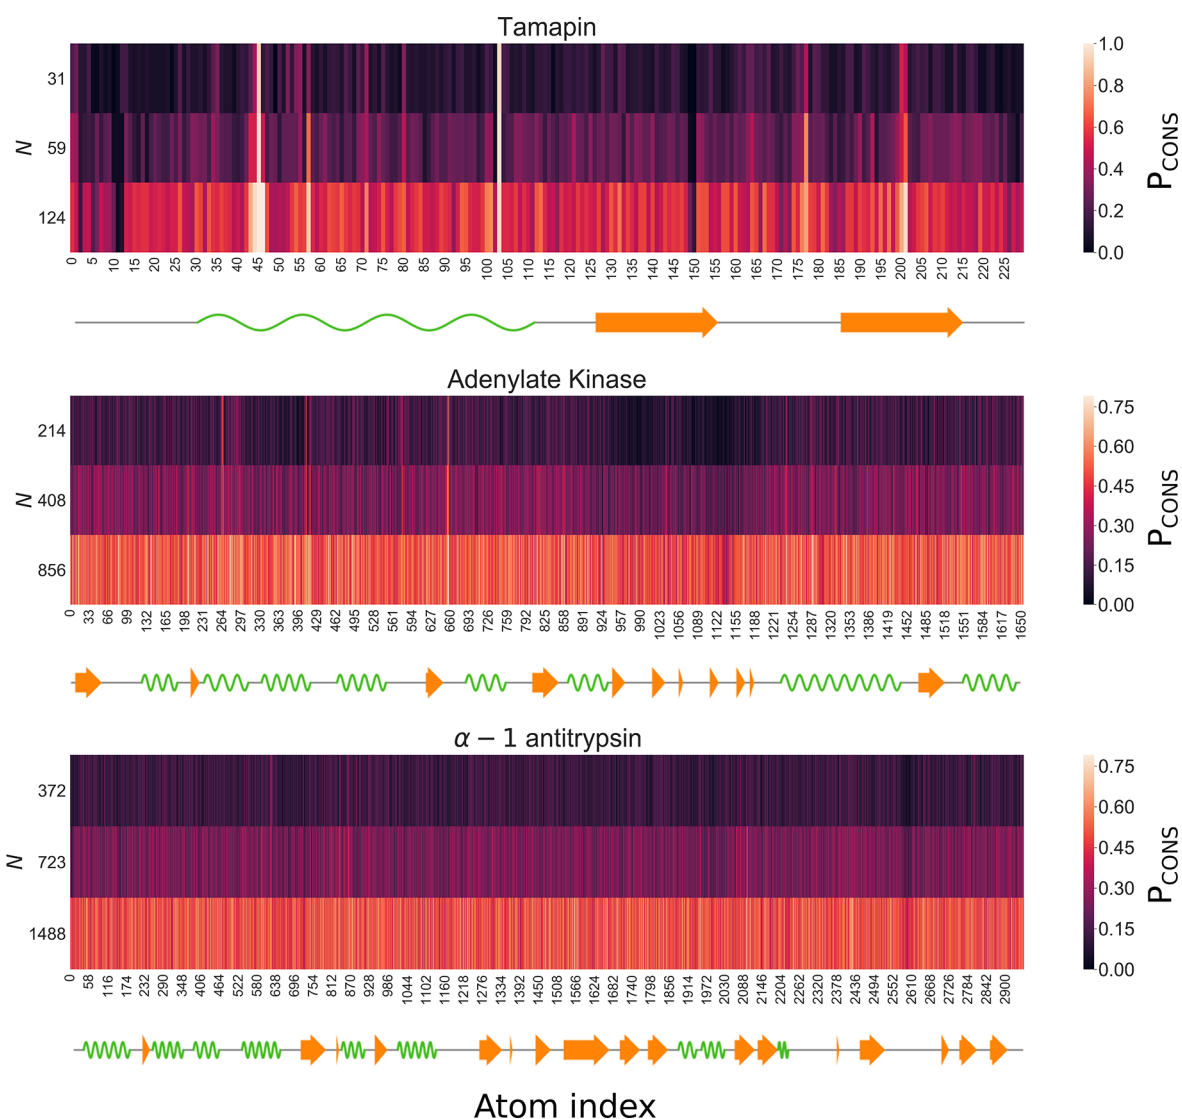 Tamapin
31
59
124
N
0 5 10 15 20 25 30 35 40 45 50 55 60 65 70 75 80 85 90 95 100 105 110 115 120 125 130 135 140 145 150 155 160 165 170 175 180 185 190 195 200 205 210 215 220 225
1.0
0.8
0.6
0.4
0.2
0.0
PCONS
Adenylate Kinase
214
408
856
N
0 33 66 99 132 165 198 231 264 297 330 363 396 429 462 495 528 561 594 627 660 693 726 759 792 825 858 891 924 957 990 1023 1056 1089 1122 1155 1188 1221 1254 1287 1320 1353 1386 1419 1452 1485 1518 1551 1584 1617 1650
0.75
0.60
0.45
0.30
0.15
0.00
PCONS
α − 1 antitrypsin
372
723
1488
N
0 58 116 174 232 290 348 406 464 522 580 638 696 754 812 870 928 986 1044 1102 1160 1218 1276 1334 1392 1450 1508 1566 1624 1682 1740 1798 1856 1914 1972 2030 2088 2146 2204 2262 2320 2378 2436 2494 2552 2610 2668 2726 2784 2842 2900
0.75
0.60
0.45
0.30
0.15
0.00
PCONS
Atom index